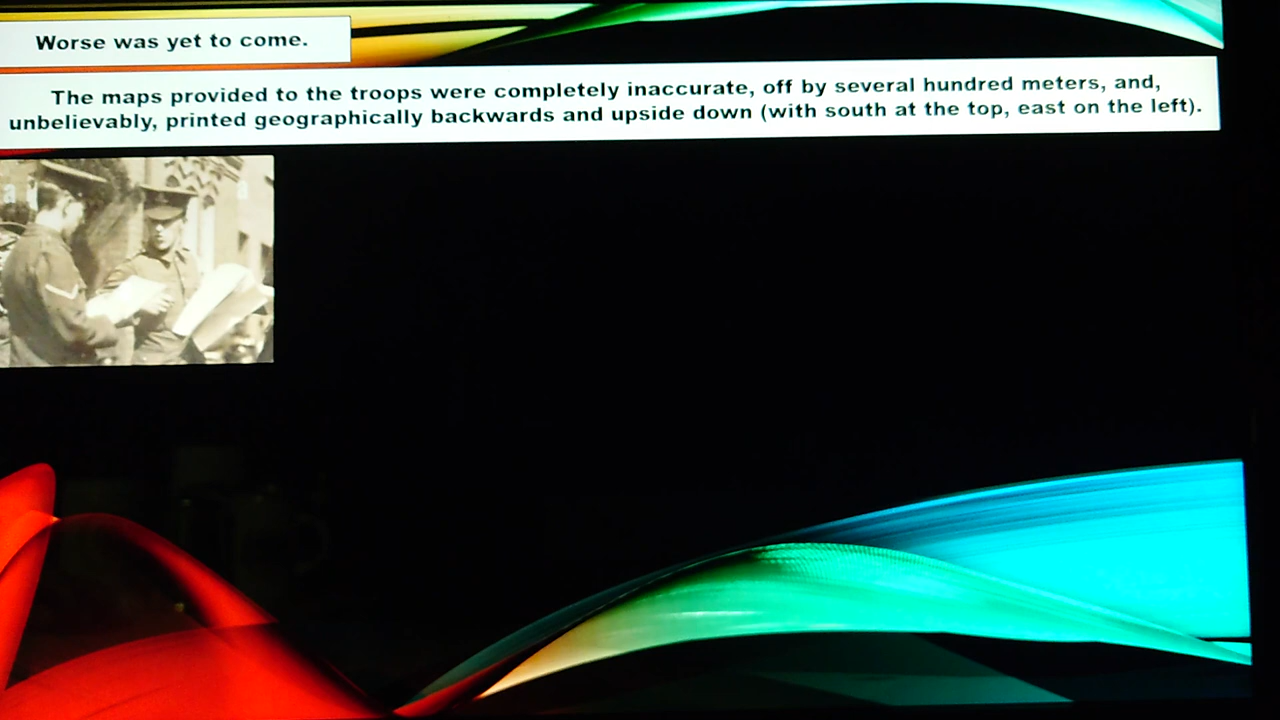 Worse was yet to come.
The maps provided to the troops were completely inaccurate, off by several hundred meters, and,
unbelievably, printed geographically backwards and upside down (with south at the top, east on the left).